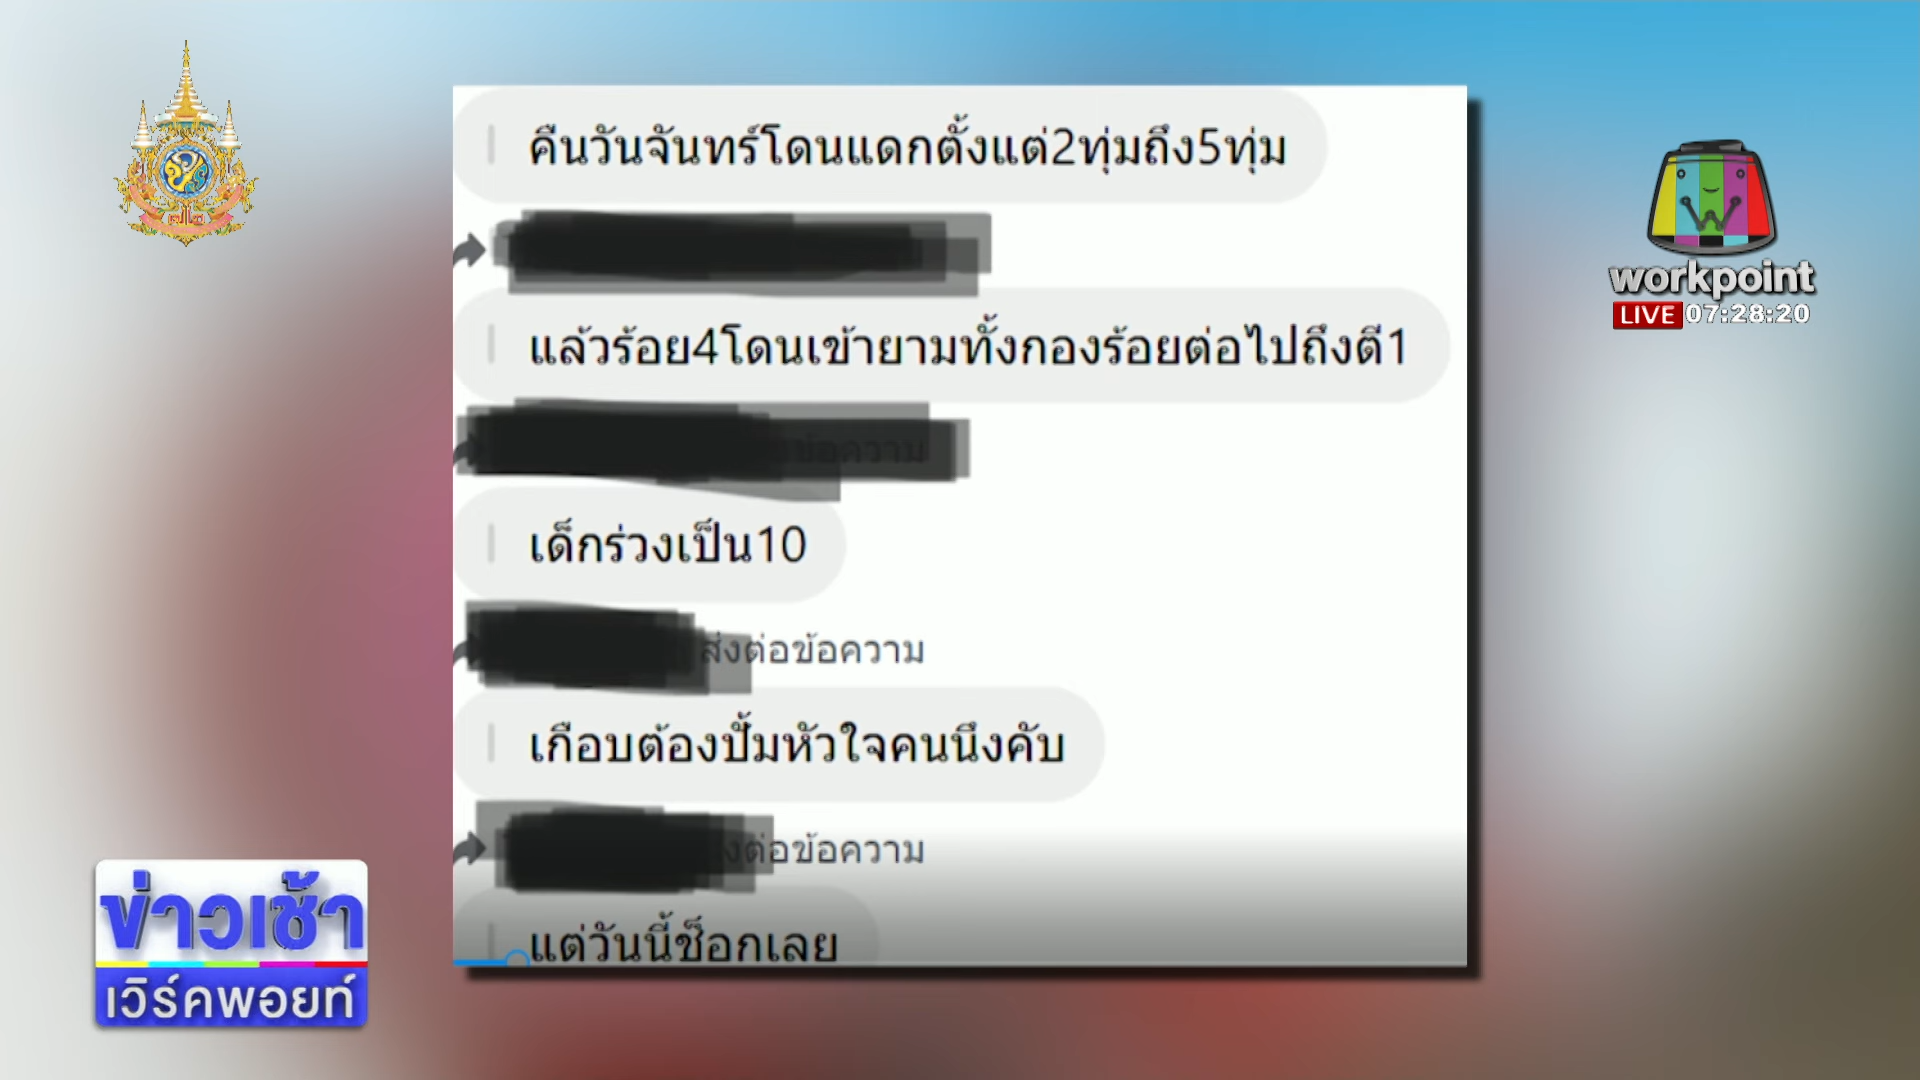 คืนวันจันทร์โดนแดกตั้งแต่2ทุ่มถึง5ทุ่ม
workpoint
LIVE 07:28:20
แล้วร้อย4โดนเข้ายามทั้งกองร้อยต่อไปถึงตี1
ข้อความ
เด็กร่วงเป็น10
ส่งต่อข้อความ
เกือบต้องปั้มหัวใจคนนึงคับ
ต่อข้อความ
แต่วันนี้ช็อกเลย
ข่าวเช้า
เวิร์คพอยท์